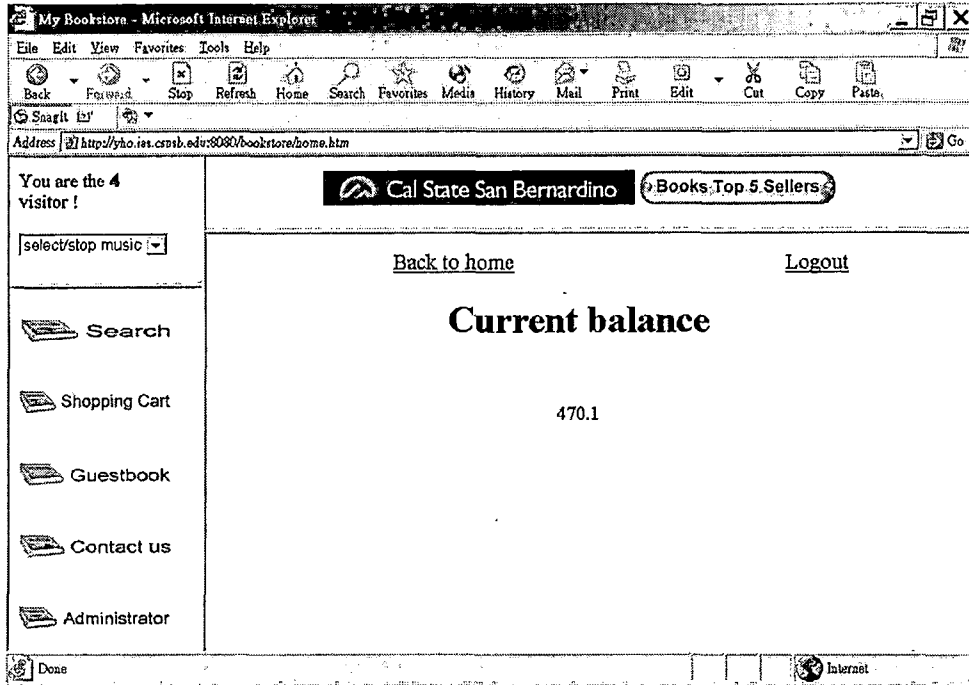 My Bookstore - Microsoft Internet Explorer
File Edit View Favorites Tools Help
Back Forward Stop Refresh Home Search Favorites Media History Mail Print Edit Cut Copy Paste
SnagIt
Address http://yho.ias.csusb.edu:8080/bookstore/home.htm Go
You are the 4
visitor !
select/stop music
Cal State San Bernardino
Books Top 5 Sellers
Back to home Logout
Current balance
470.1
Search
Shopping Cart
Guestbook
Contact us
Administrator
Done Internet